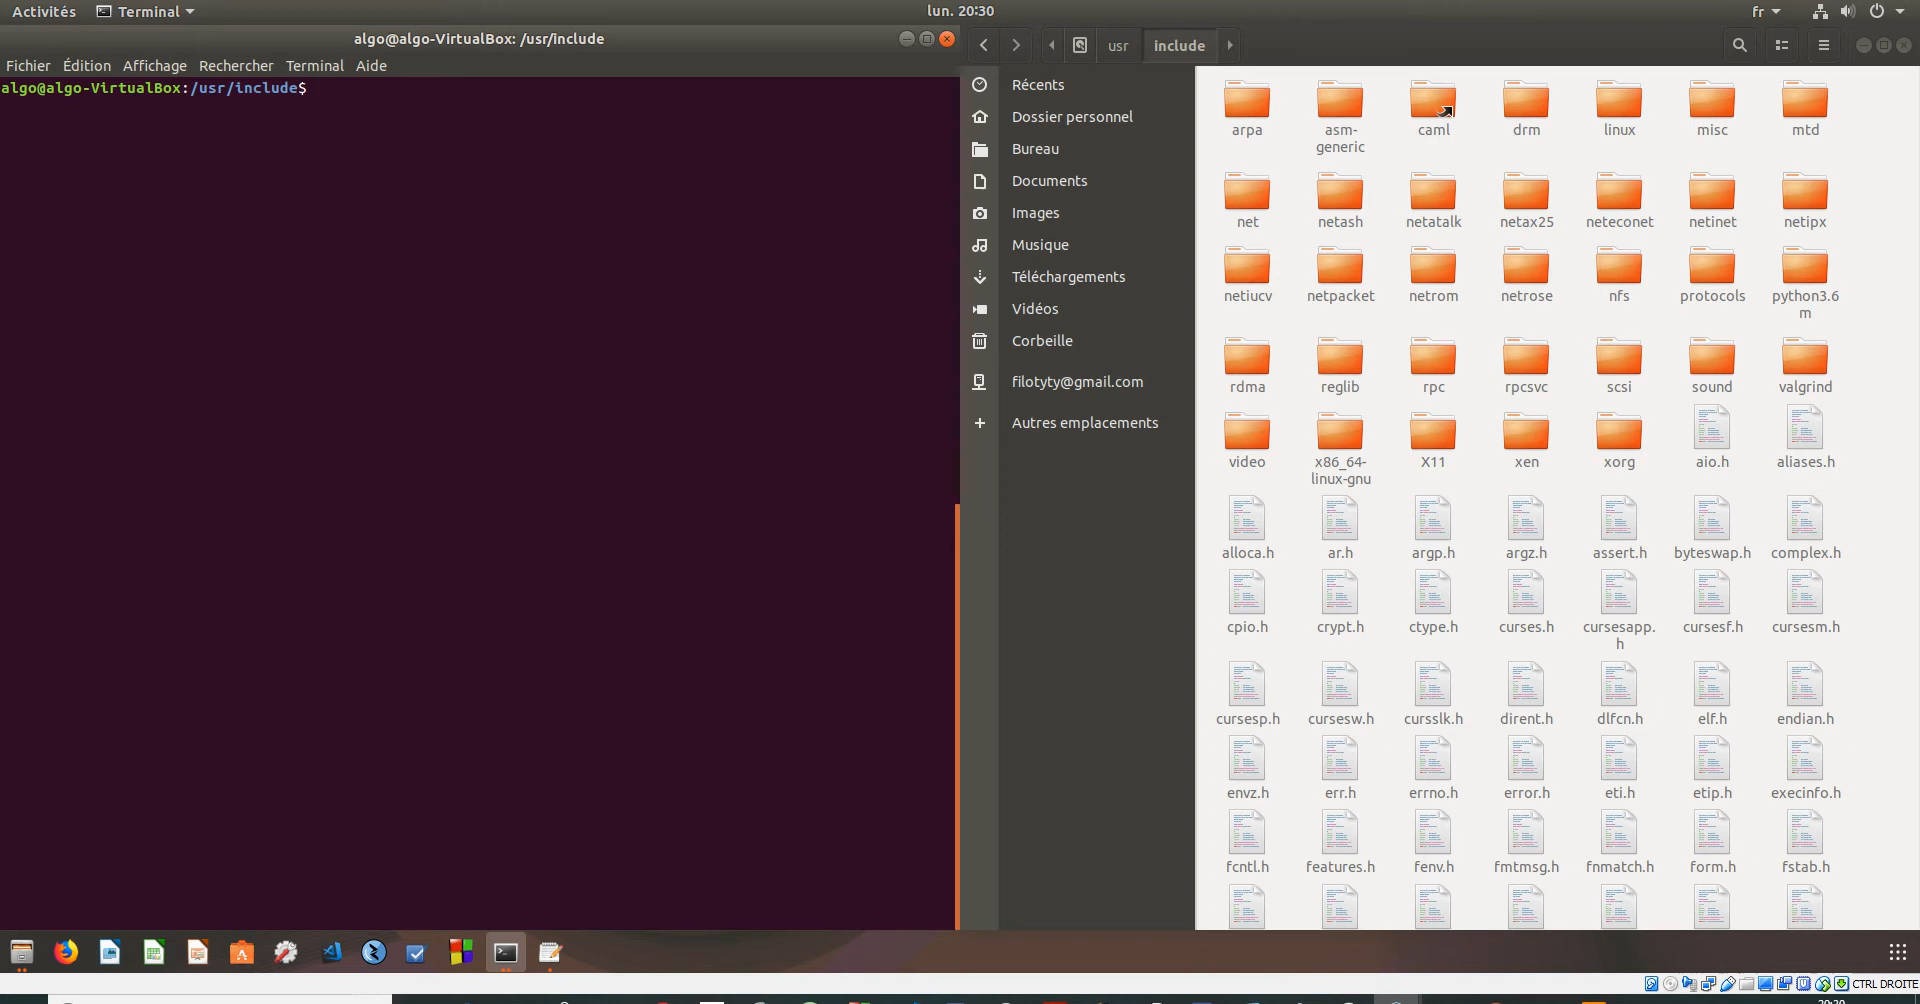 Activités Terminal lun. 20:30 fr
algo@algo-VirtualBox: /usr/include
Fichier Édition Affichage Rechercher Terminal Aide
algo@algo-VirtualBox:/usr/include$
usr include
Récents
Dossier personnel
Bureau
Documents
Images
Musique
Téléchargements
Vidéos
Corbeille
filotyty@gmail.com
Autres emplacements
arpa asm- caml drm linux misc mtd
generic
net netash netatalk netax25 neteconet netinet netipx
netiucv netpacket netrom netrose nfs protocols python3.6
m
rdma reglib rpc rpcsvc scsi sound valgrind
video x86_64- X11 xen xorg aio.h aliases.h
linux-gnu
alloca.h ar.h argp.h argz.h assert.h byteswap.h complex.h
cpio.h crypt.h ctype.h curses.h cursesapp. cursesf.h cursesm.h
h
cursesp.h cursesw.h cursslk.h dirent.h dlfcn.h elf.h endian.h
envz.h err.h errno.h error.h eti.h etip.h execinfo.h
fcntl.h features.h fenv.h fmtmsg.h fnmatch.h form.h fstab.h
CTRL DROITE